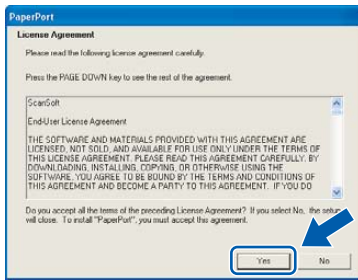 PaperPort
License Agreement
Please read the following license agreement carefully.
Press the PAGE DOWN key to see the rest of the agreement.
ScanSoft
End-User License Agreement
THE SOFTWARE AND MATERIALS PROVIDED WITH THIS AGREEMENT ARE
LICENSED, NOT SOLD, AND AVAILABLE FOR USE ONLY UNDER THE TERMS OF
THIS LICENSE AGREEMENT. PLEASE READ THIS AGREEMENT CAREFULLY. BY
DOWNLOADING, INSTALLING, COPYING, OR OTHERWISE USING THE
SOFTWARE, YOU AGREE TO BE BOUND BY THE TERMS AND CONDITIONS OF
THIS AGREEMENT AND BECOME A PARTY TO THIS AGREEMENT. IF YOU DO
Do you accept all the terms of the preceding License Agreement? If you select No, the setup
will close. To install "PaperPort", you must accept this agreement.
Yes
No